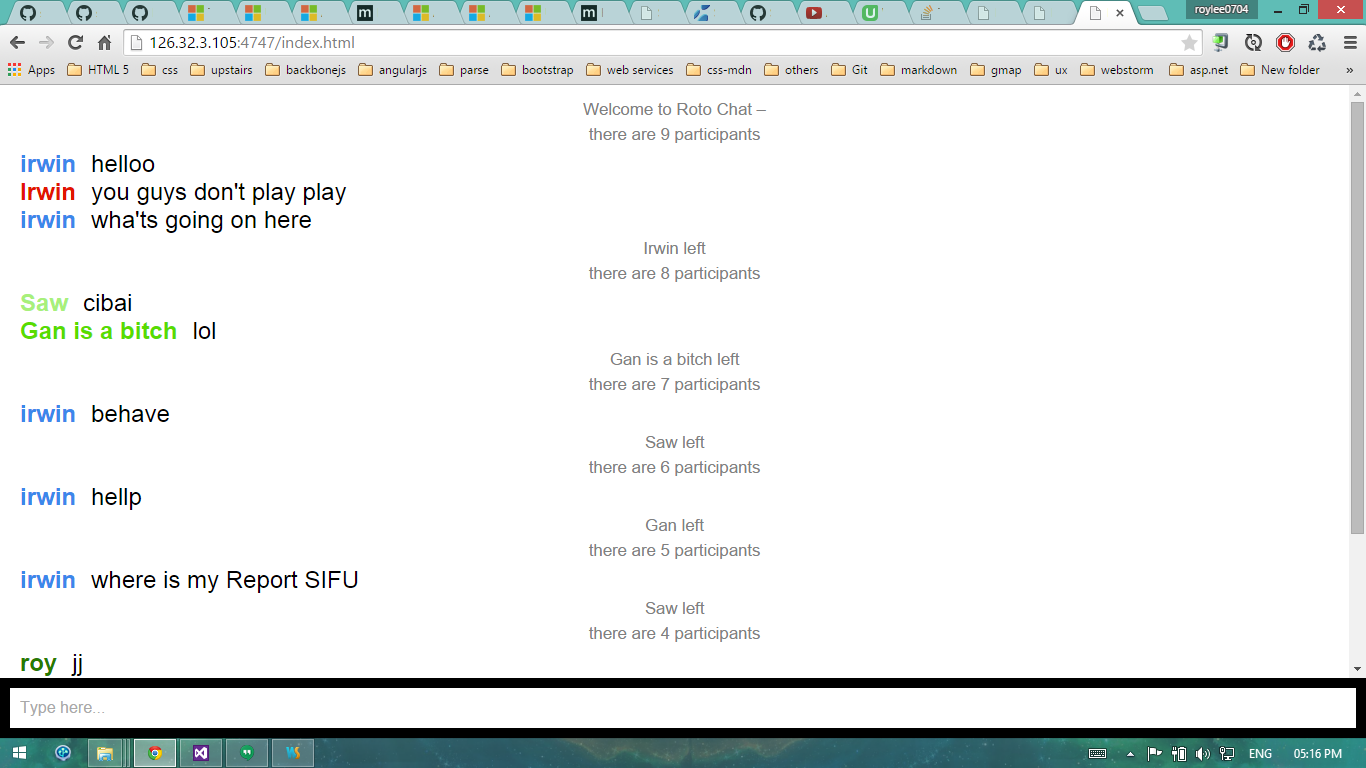 roylee0704
126.32.3.105:4747/index.html
Apps HTML 5 css upstairs backbonejs angularjs parse bootstrap web services css-mdn others Git markdown gmap ux webstorm asp.net New folder »
Welcome to Roto Chat –
there are 9 participants
irwin helloo
Irwin you guys don't play play
irwin wha'ts going on here
Irwin left
there are 8 participants
Saw cibai
Gan is a bitch lol
Gan is a bitch left
there are 7 participants
irwin behave
Saw left
there are 6 participants
irwin hellp
Gan left
there are 5 participants
irwin where is my Report SIFU
Saw left
there are 4 participants
roy jj
Type here...
ENG 05:16 PM